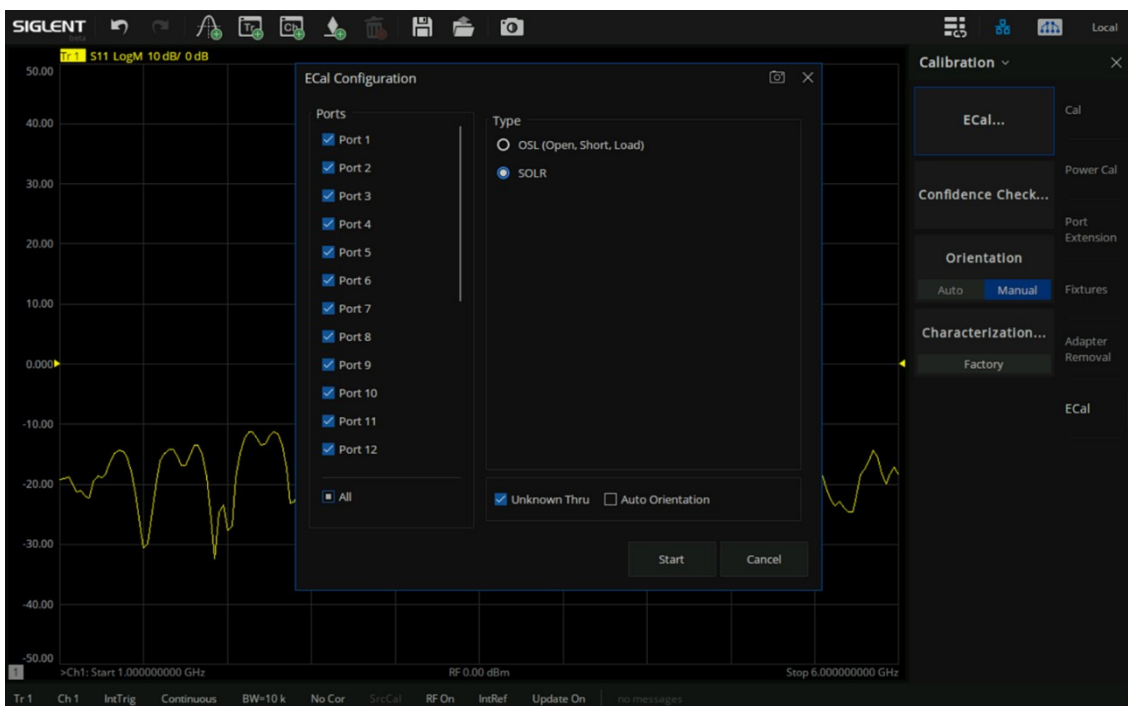 SIGLENT
beta
Tr
Ch
Local
Tr 1 S11 LogM 10 dB/ 0 dB
50.00
40.00
30.00
20.00
10.00
0.000
-10.00
-20.00
-30.00
-40.00
-50.00
ECal Configuration
Ports
Port 1
Port 2
Port 3
Port 4
Port 5
Port 6
Port 7
Port 8
Port 9
Port 10
Port 11
Port 12
All
Type
OSL (Open, Short, Load)
SOLR
Unknown Thru Auto Orientation
Start Cancel
Calibration
ECal...
Confidence Check...
Orientation
Auto Manual
Characterization...
Factory
Cal
Power Cal
Port
Extension
Fixtures
Adapter
Removal
ECal
1 >Ch1: Start 1.000000000 GHz RF 0.00 dBm Stop 6.000000000 GHz
Tr 1 Ch 1 IntTrig Continuous BW=10 k No Cor SrcCal RF On IntRef Update On no messages